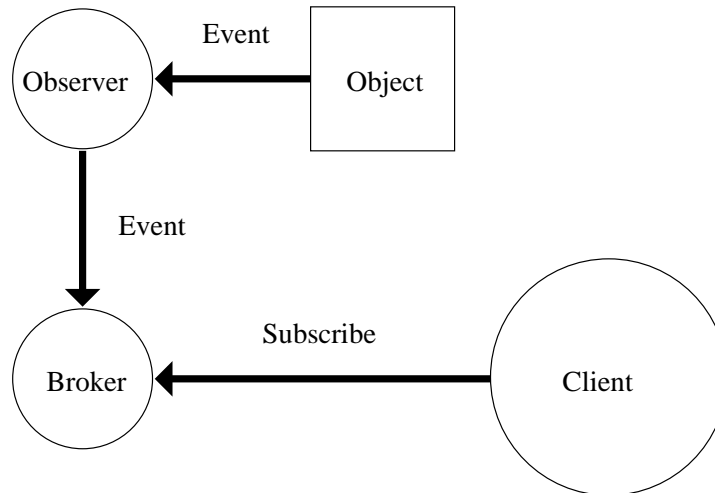 Event
Observer
Object
Event
Subscribe
Broker
Client